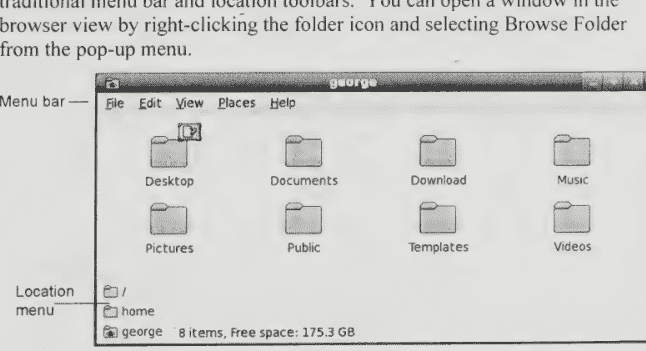 traditional menu bar and location toolbars. You can open a window in the
browser view by right-clicking the folder icon and selecting Browse Folder
from the pop-up menu.
george
Menu bar
File Edit View Places Help
Desktop Documents Download Music
Pictures Public Templates Videos
Location
menu
/
home
george 8 items, Free space: 175.3 GB